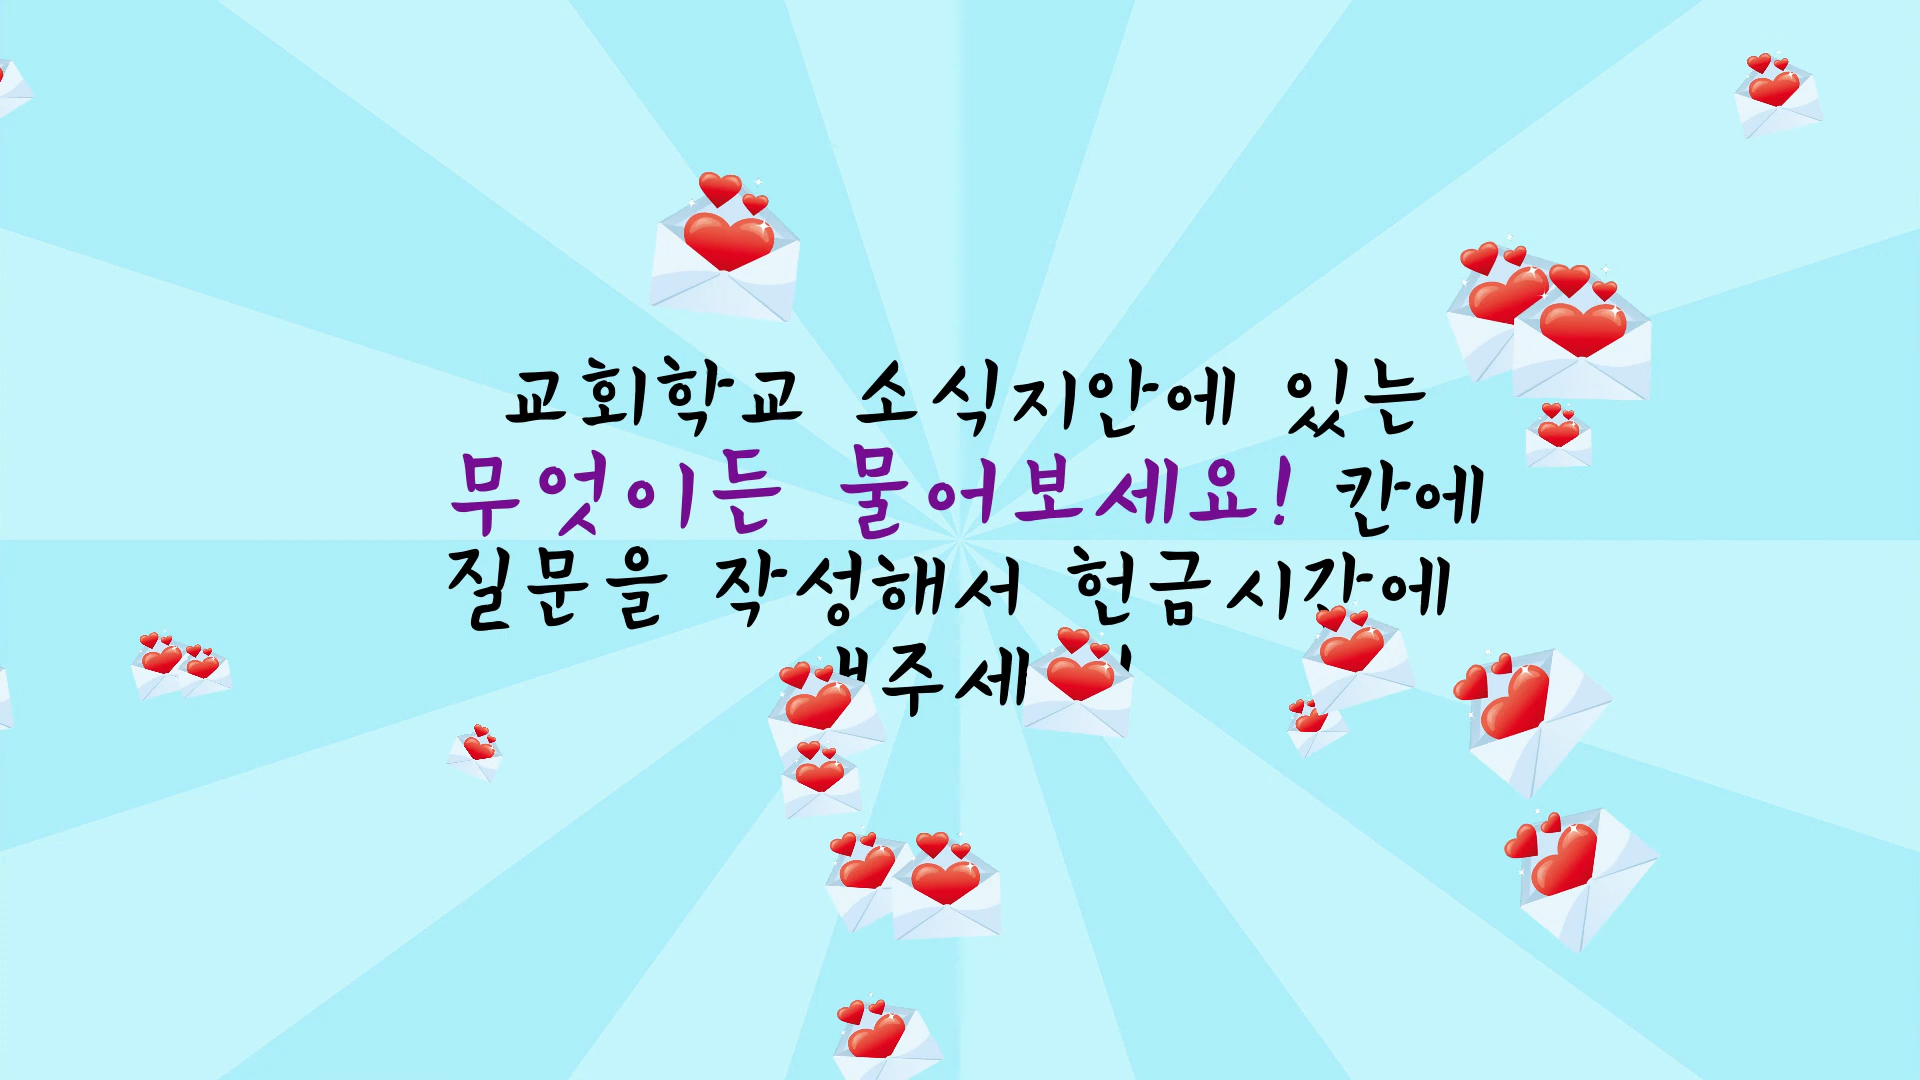 교회학교 소식지안에 있는
무엇이든 물어보세요! 칸에
질문을 작성해서 헌금시간에